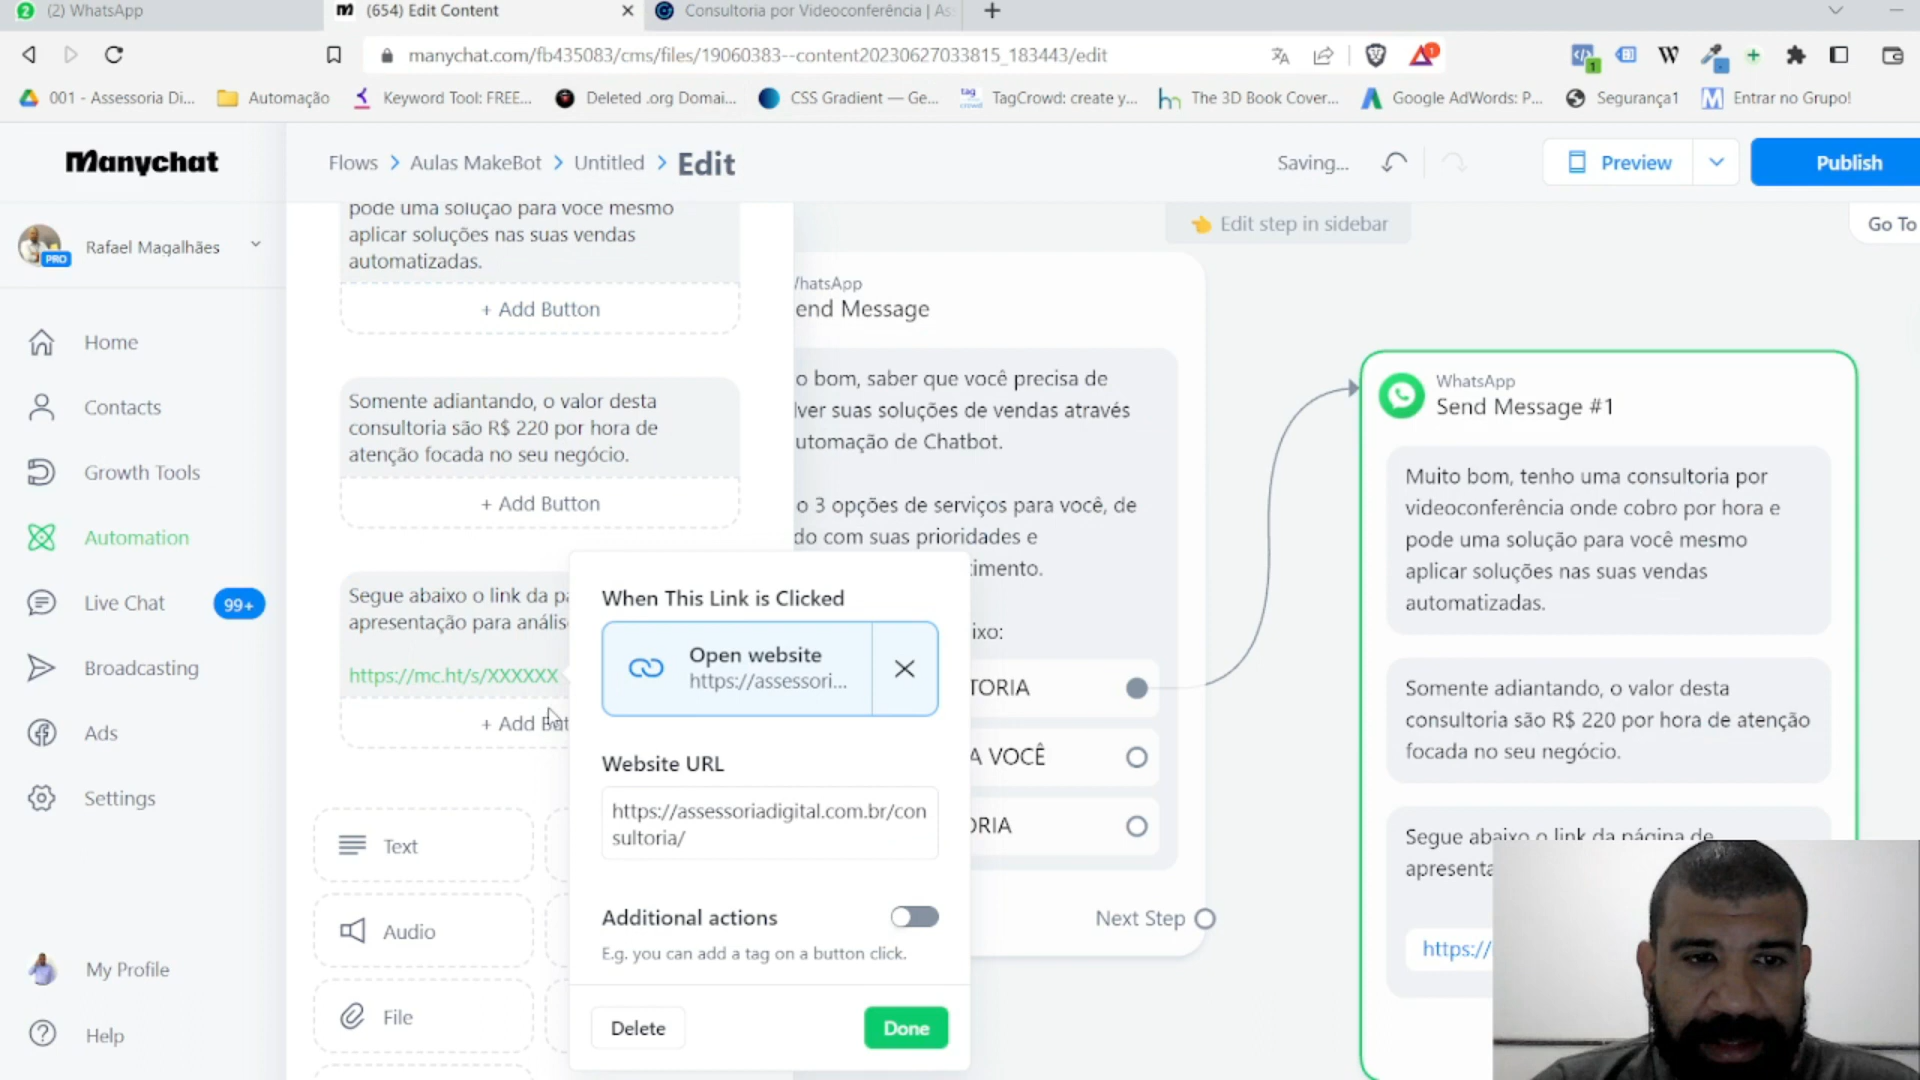 (2) WhatsApp
(654) Edit Content
Consultoria por Videoconferência | As
manychat.com/fb435083/cms/files/19060383--content20230627033815_183443/edit
001 - Assessoria Di...
Automação
Keyword Tool: FREE...
Deleted .org Domai...
CSS Gradient — Ge...
TagCrowd: create y...
The 3D Book Cover...
Google AdWords: P...
Segurança1
Entrar no Grupo!
Manychat
Flows > Aulas MakeBot > Untitled > Edit
Saving...
Preview
Publish
Rafael Magalhães
PRO
Home
Contacts
Growth Tools
Automation
Live Chat
99+
Broadcasting
Ads
Settings
My Profile
Help
pode uma solução para você mesmo
aplicar soluções nas suas vendas
automatizadas.
+ Add Button
Somente adiantando, o valor desta
consultoria são R$ 220 por hora de
atenção focada no seu negócio.
+ Add Button
Segue abaixo o link da pá
apresentação para anális
https://mc.ht/s/XXXXXX
+ Add But
Text
Audio
File
When This Link is Clicked
Open website
https://assessori...
Website URL
https://assessoriadigital.com.br/con
sultoria/
Additional actions
E.g. you can add a tag on a button click.
Delete
Done
Edit step in sidebar
Go To
WhatsApp
end Message
o bom, saber que você precisa de
lver suas soluções de vendas através
utomação de Chatbot.
o 3 opções de serviços para você, de
do com suas prioridades e
imento.
ixo:
TORIA
A VOCÊ
ORIA
Next Step
WhatsApp
Send Message #1
Muito bom, tenho uma consultoria por
videoconferência onde cobro por hora e
pode uma solução para você mesmo
aplicar soluções nas suas vendas
automatizadas.
Somente adiantando, o valor desta
consultoria são R$ 220 por hora de atenção
focada no seu negócio.
Segue abaixo o link da página de
apresenta
https://